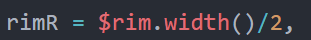 rimR = $rim.width()/2,